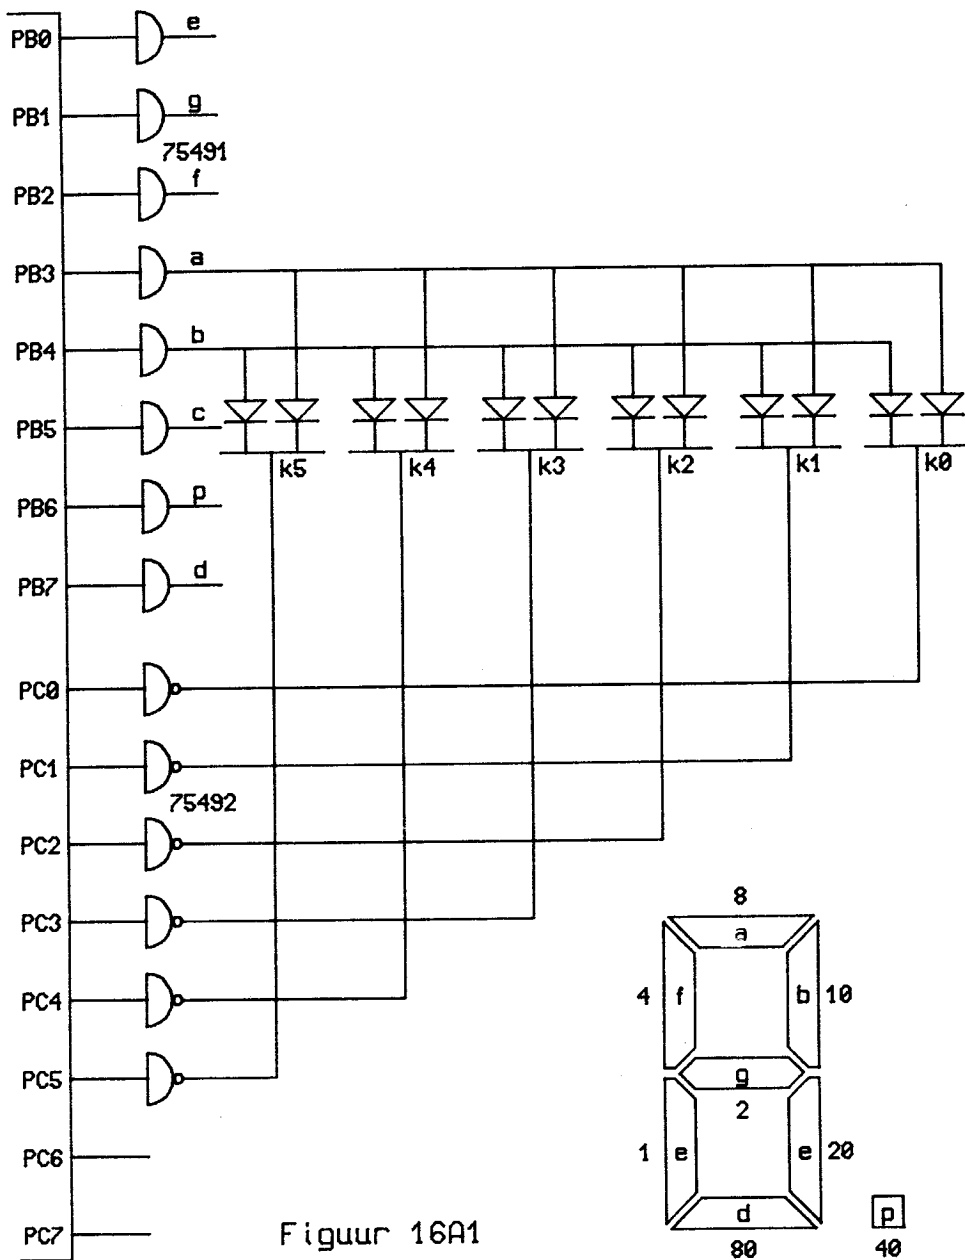 PB0 e
PB1 g
75491
PB2 f
PB3 a
PB4 b
PB5 c
k5 k4 k3 k2 k1 k0
PB6 p
PB7 d
PC0
PC1
75492
PC2
PC3
8
a
PC4
4 f b 10
PC5
g
2
PC6
1 e e 20
PC7
d p
80 40
Figuur 16A1